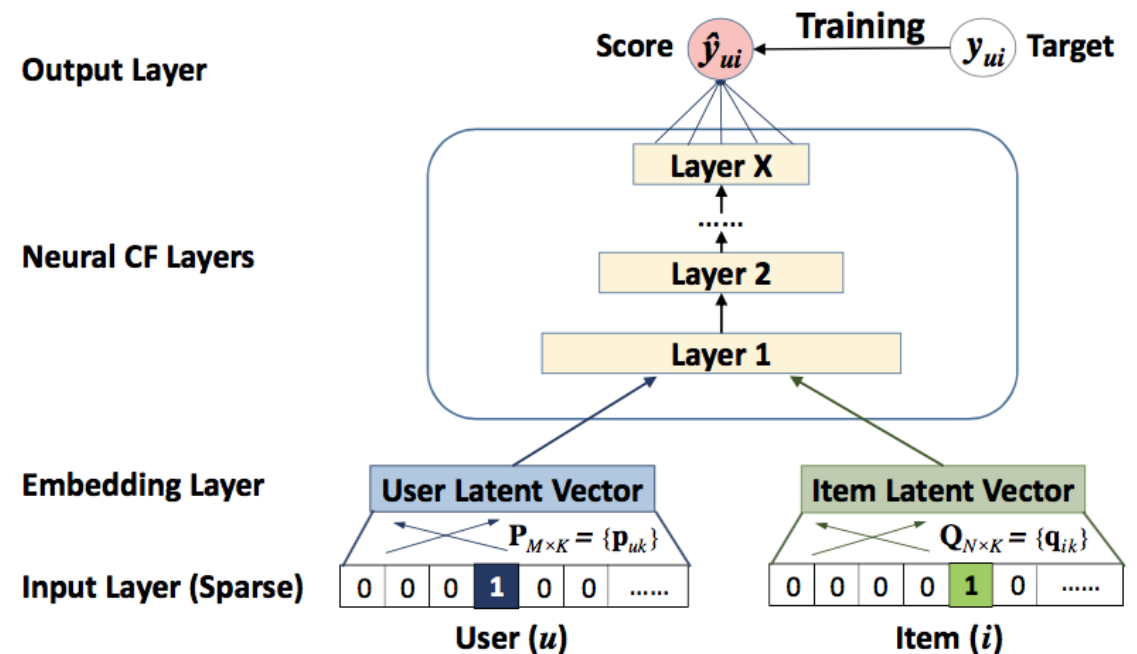 Output Layer
Score ŷui Training yui Target
Layer X
......
Neural CF Layers
Layer 2
Layer 1
Embedding Layer
User Latent Vector
Item Latent Vector
P M×K = {puk}
Q N×K = {qik}
Input Layer (Sparse)
0 0 0 1 0 0 ......
0 0 0 0 1 0 ......
User (u)
Item (i)